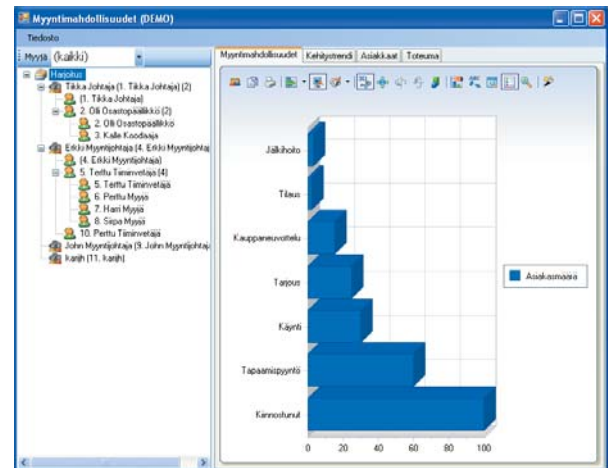 Myyntimahdollisuudet (DEMO)
Tiedosto
Myyjä (kaikki)
Harjoitus
Tikka Johtaja (1. Tikka Johtaja) (2)
(1. Tikka Johtaja)
2. Olli Osastopäällikkö (2)
2. Olli Osastopäällikkö
3. Kalle Koodaaja
Erkki Myyntijohtaja (4. Erkki Myyntijohtaj
(4. Erkki Myyntijohtaja)
5. Terttu Tiiminvetäjä (4)
5. Terttu Tiiminvetäjä
6. Perttu Myyjä
7. Harri Myyjä
8. Sirpa Myyjä
10. Perttu Tiiminvetäjä
John Myyntijohtaja (9. John Myyntijohtaja
karijh (11. karijh)
Myyntimahdollisuudet Kehitystrendi Asiakkaat Toteuma
Jälkihoito
Tilaus
Kauppaneuvottelu
Tarjous
Käynti
Tapaamispyyntö
Kiinnostunut
0 20 40 60 80 100
Asiakasmäärä